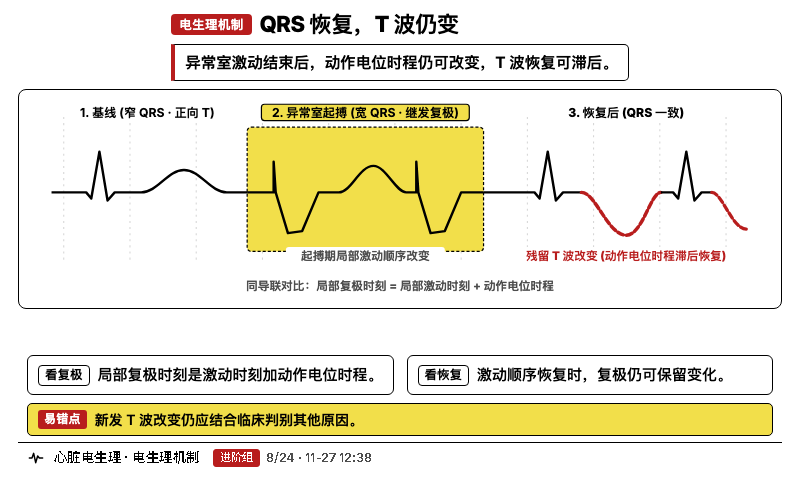 电生理机制 QRS 恢复，T 波仍变
异常室激动结束后，动作电位时程仍可改变，T 波恢复可滞后。
1. 基线 (窄 QRS · 正向 T)
2. 异常室起搏 (宽 QRS · 继发复极)
3. 恢复后 (QRS 一致)
起搏期局部激动顺序改变
残留 T 波改变 (动作电位时程滞后恢复)
同导联对比：局部复极时刻 = 局部激动时刻 + 动作电位时程
看复极 局部复极时刻是激动时刻加动作电位时程。
看恢复 激动顺序恢复时，复极仍可保留变化。
易错点 新发 T 波改变仍应结合临床判别其他原因。
心脏电生理 · 电生理机制 进阶组 8/24 · 11-27 12:38